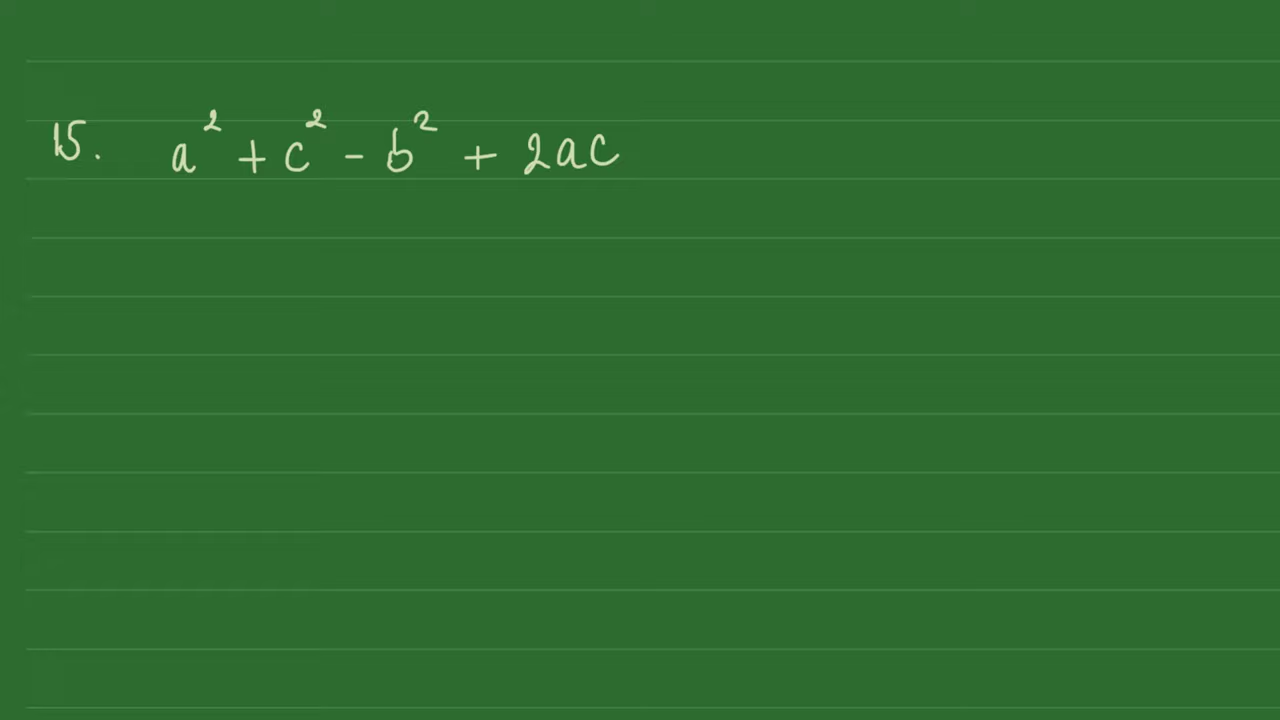 15. a² + c² - b² + 2ac